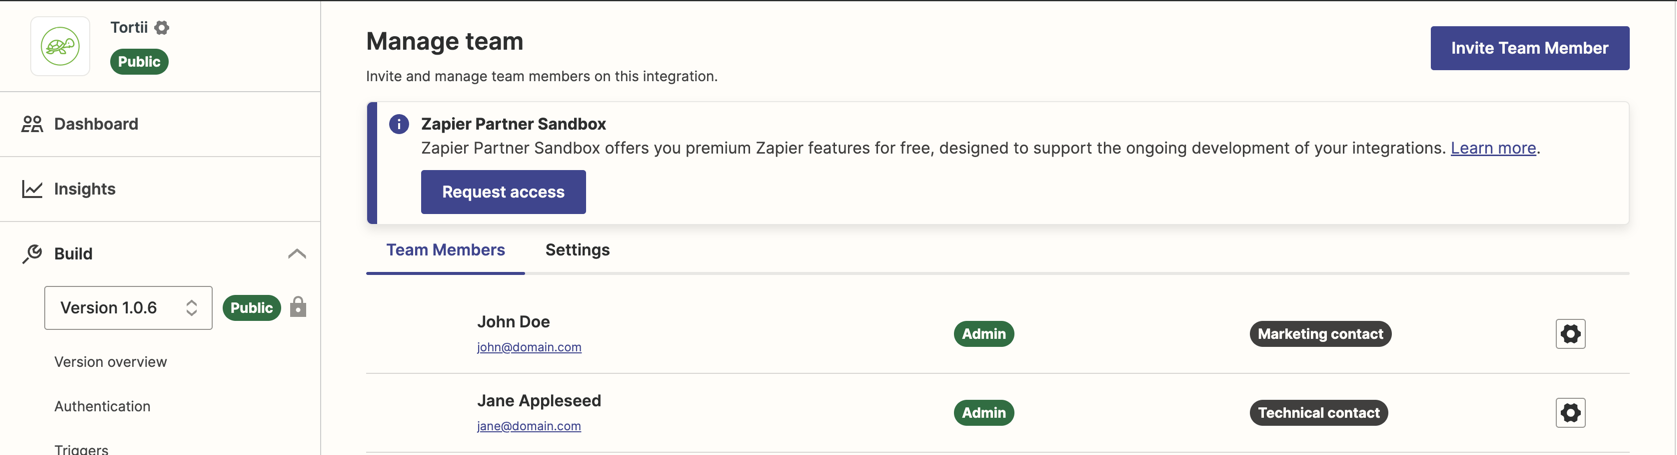 Tortii
Public
Dashboard
Insights
Build
Version 1.0.6
Public
Version overview
Authentication
Triggers
Manage team
Invite and manage team members on this integration.
Invite Team Member
Zapier Partner Sandbox
Zapier Partner Sandbox offers you premium Zapier features for free, designed to support the ongoing development of your integrations. Learn more.
Request access
Team Members
Settings
John Doe
john@domain.com
Admin
Marketing contact
Jane Appleseed
jane@domain.com
Admin
Technical contact